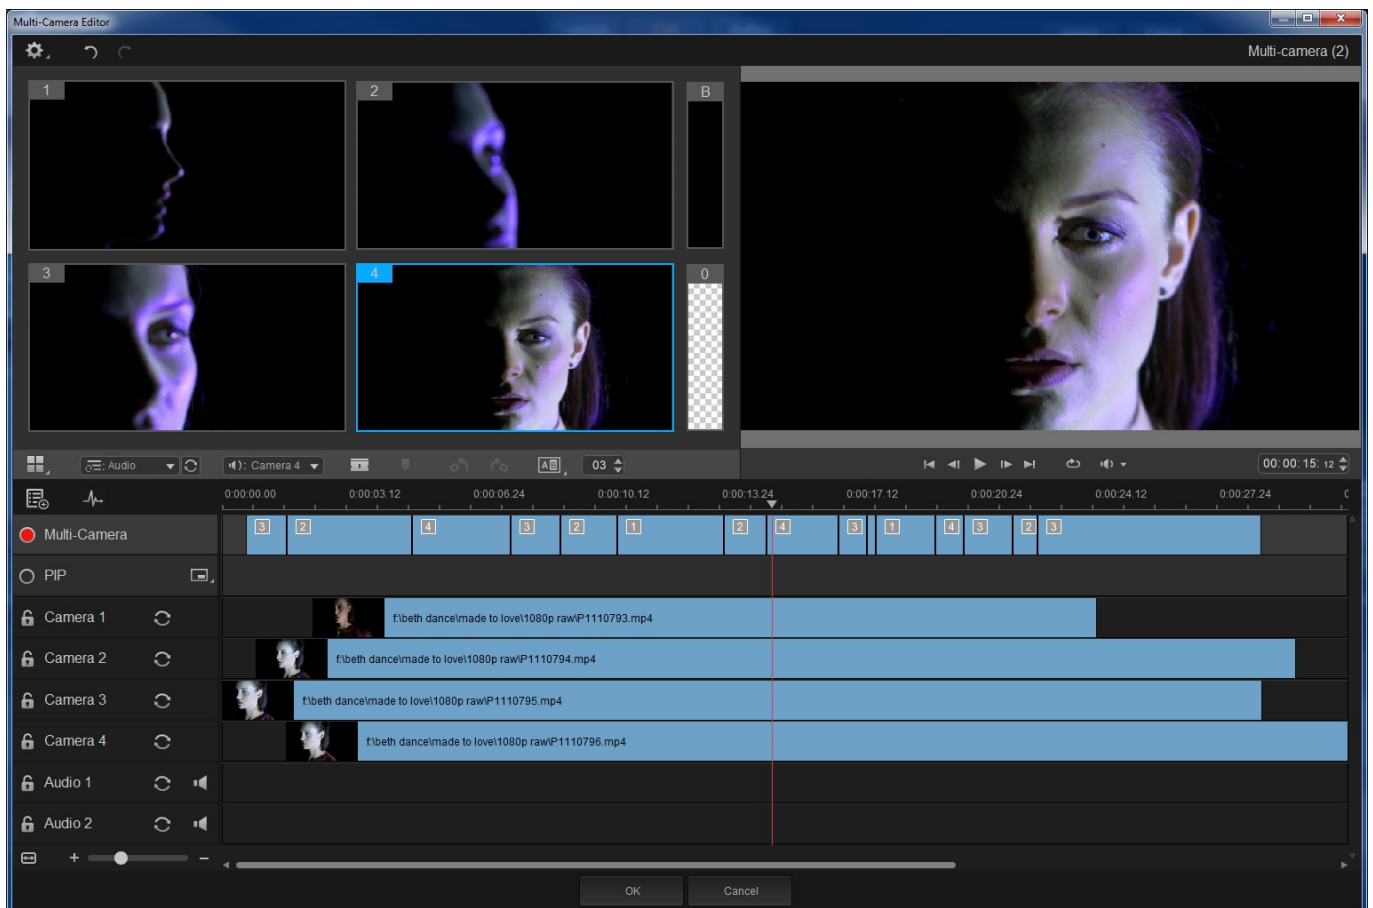 Multi-Camera Editor
Multi-camera (2)
1
2
B
3
4
0
: Audio
: Camera 4
A B
03
00:00:15: 12
0:00:00.00
0:00:03.12
0:00:06.24
0:00:10.12
0:00:13.24
0:00:17.12
0:00:20.24
0:00:24.12
0:00:27.24
Multi-Camera
3 2 4 3 2 1 2 4 3 1 4 3 2 3
PIP
Camera 1
f:\beth dance\made to love\1080p raw\P1110793.mp4
Camera 2
f:\beth dance\made to love\1080p raw\P1110794.mp4
Camera 3
f:\beth dance\made to love\1080p raw\P1110795.mp4
Camera 4
f:\beth dance\made to love\1080p raw\P1110796.mp4
Audio 1
Audio 2
OK
Cancel